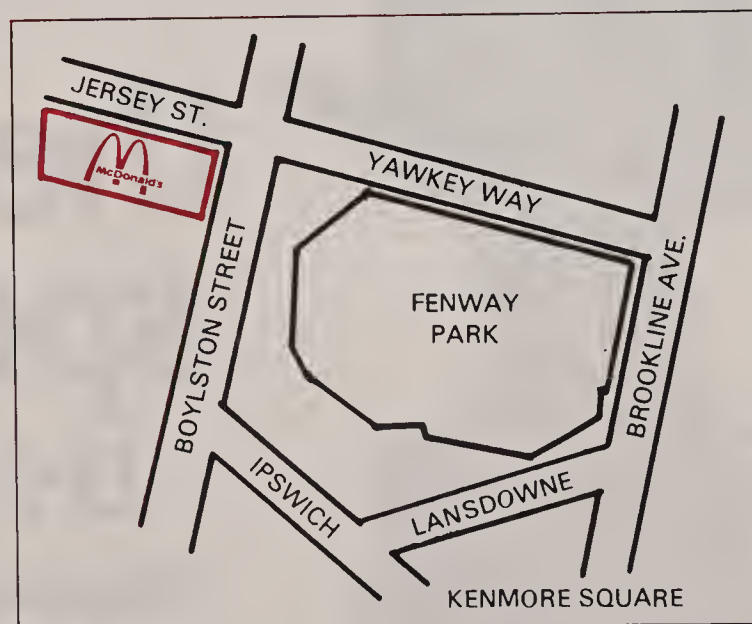 JERSEY ST.
McDonald's
YAWKEY WAY
FENWAY
PARK
BOYLSTON STREET
BROOKLINE AVE.
IPSWICH
LANSDOWNE
KENMORE SQUARE